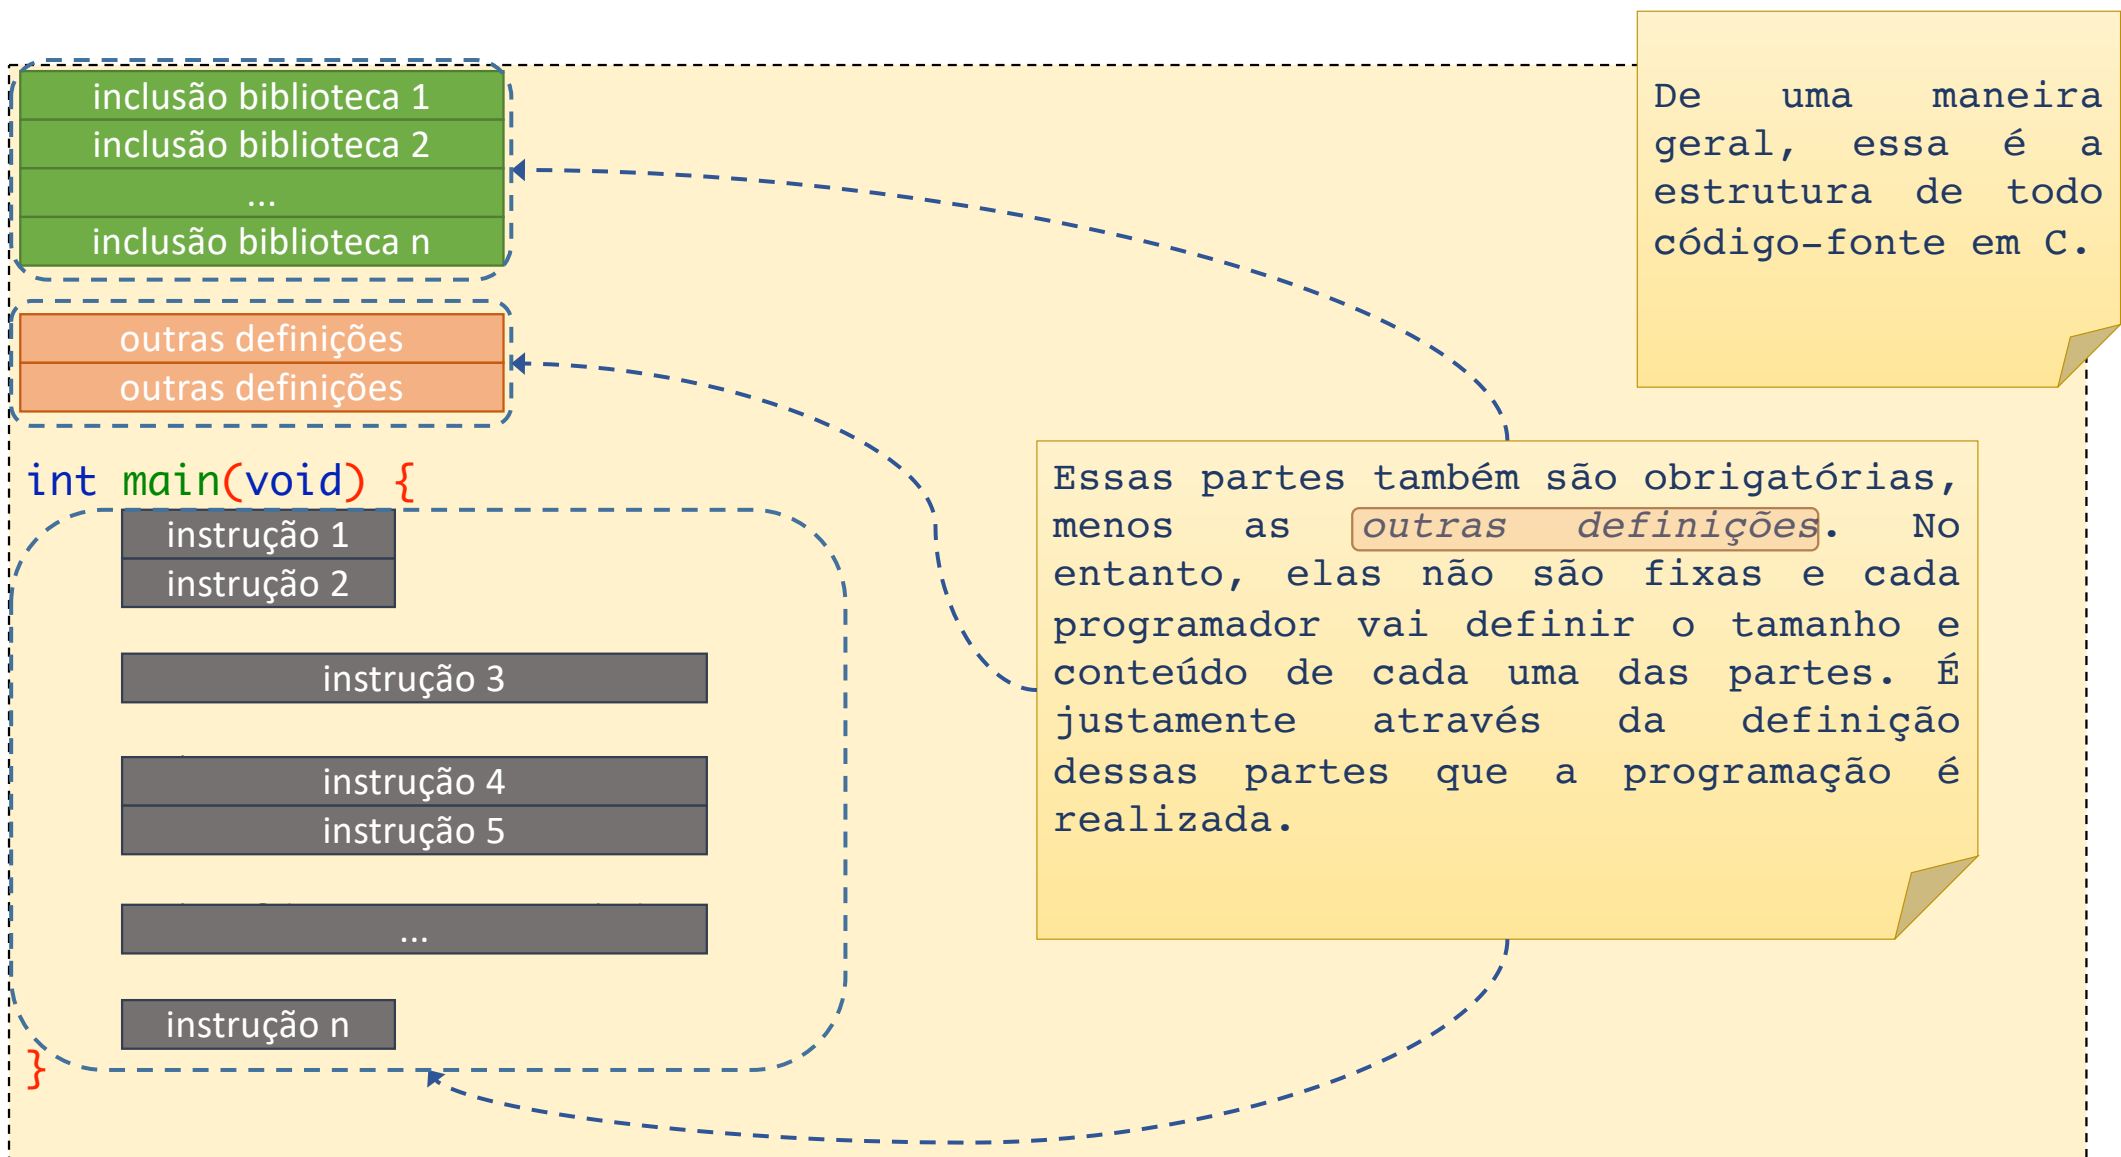 inclusão biblioteca 1
inclusão biblioteca 2
...
inclusão biblioteca n
outras definições
outras definições
int main(void) {
instrução 1
instrução 2
instrução 3
instrução 4
instrução 5
...
instrução n
}
De uma maneira
geral, essa é a
estrutura de todo
código-fonte em C.
Essas partes também são obrigatórias,
menos as outras definições. No
entanto, elas não são fixas e cada
programador vai definir o tamanho e
conteúdo de cada uma das partes. É
justamente através da definição
dessas partes que a programação é
realizada.